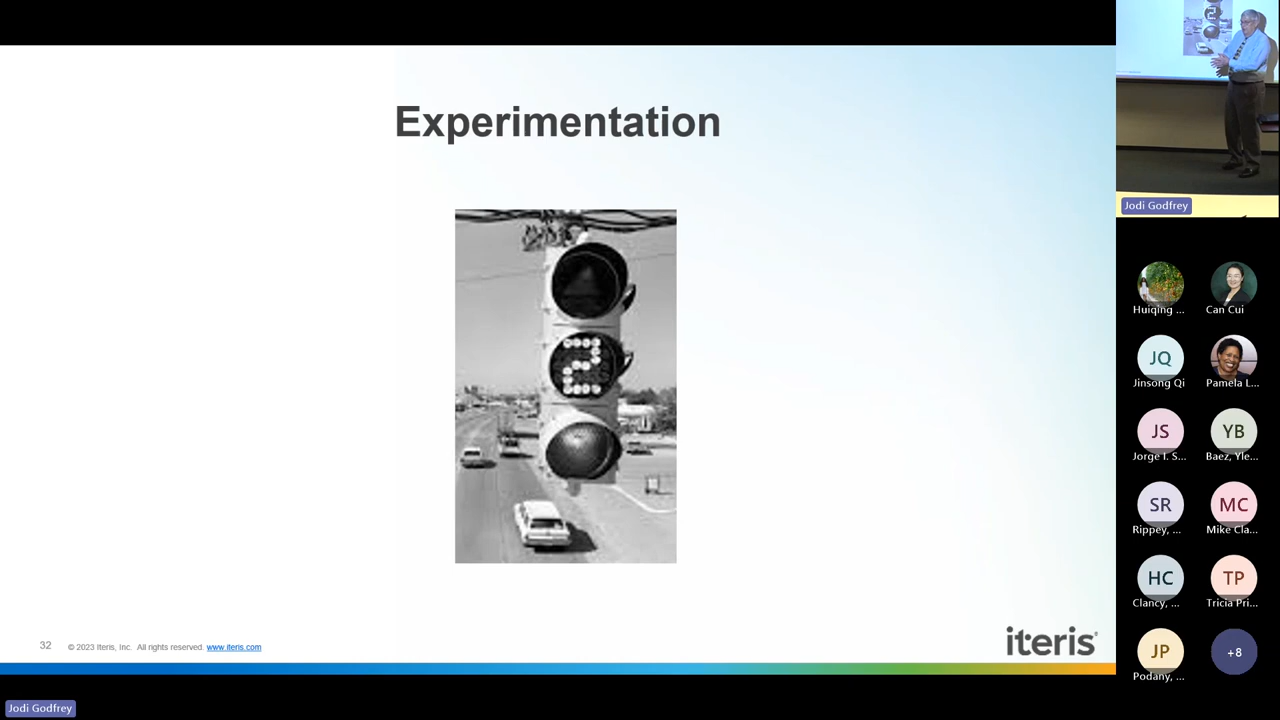 Experimentation
2
32 © 2023 Iteris, Inc. All rights reserved. www.iteris.com
iteris
Jodi Godfrey
Jodi Godfrey
Huiqing ...
Can Cui
JQ
Jinsong Qi
Pamela L...
JS
Jorge I. S...
YB
Baez, Yle...
SR
Rippey, ...
MC
Mike Cla...
HC
Clancy, ...
TP
Tricia Pri...
JP
Podany, ...
+8